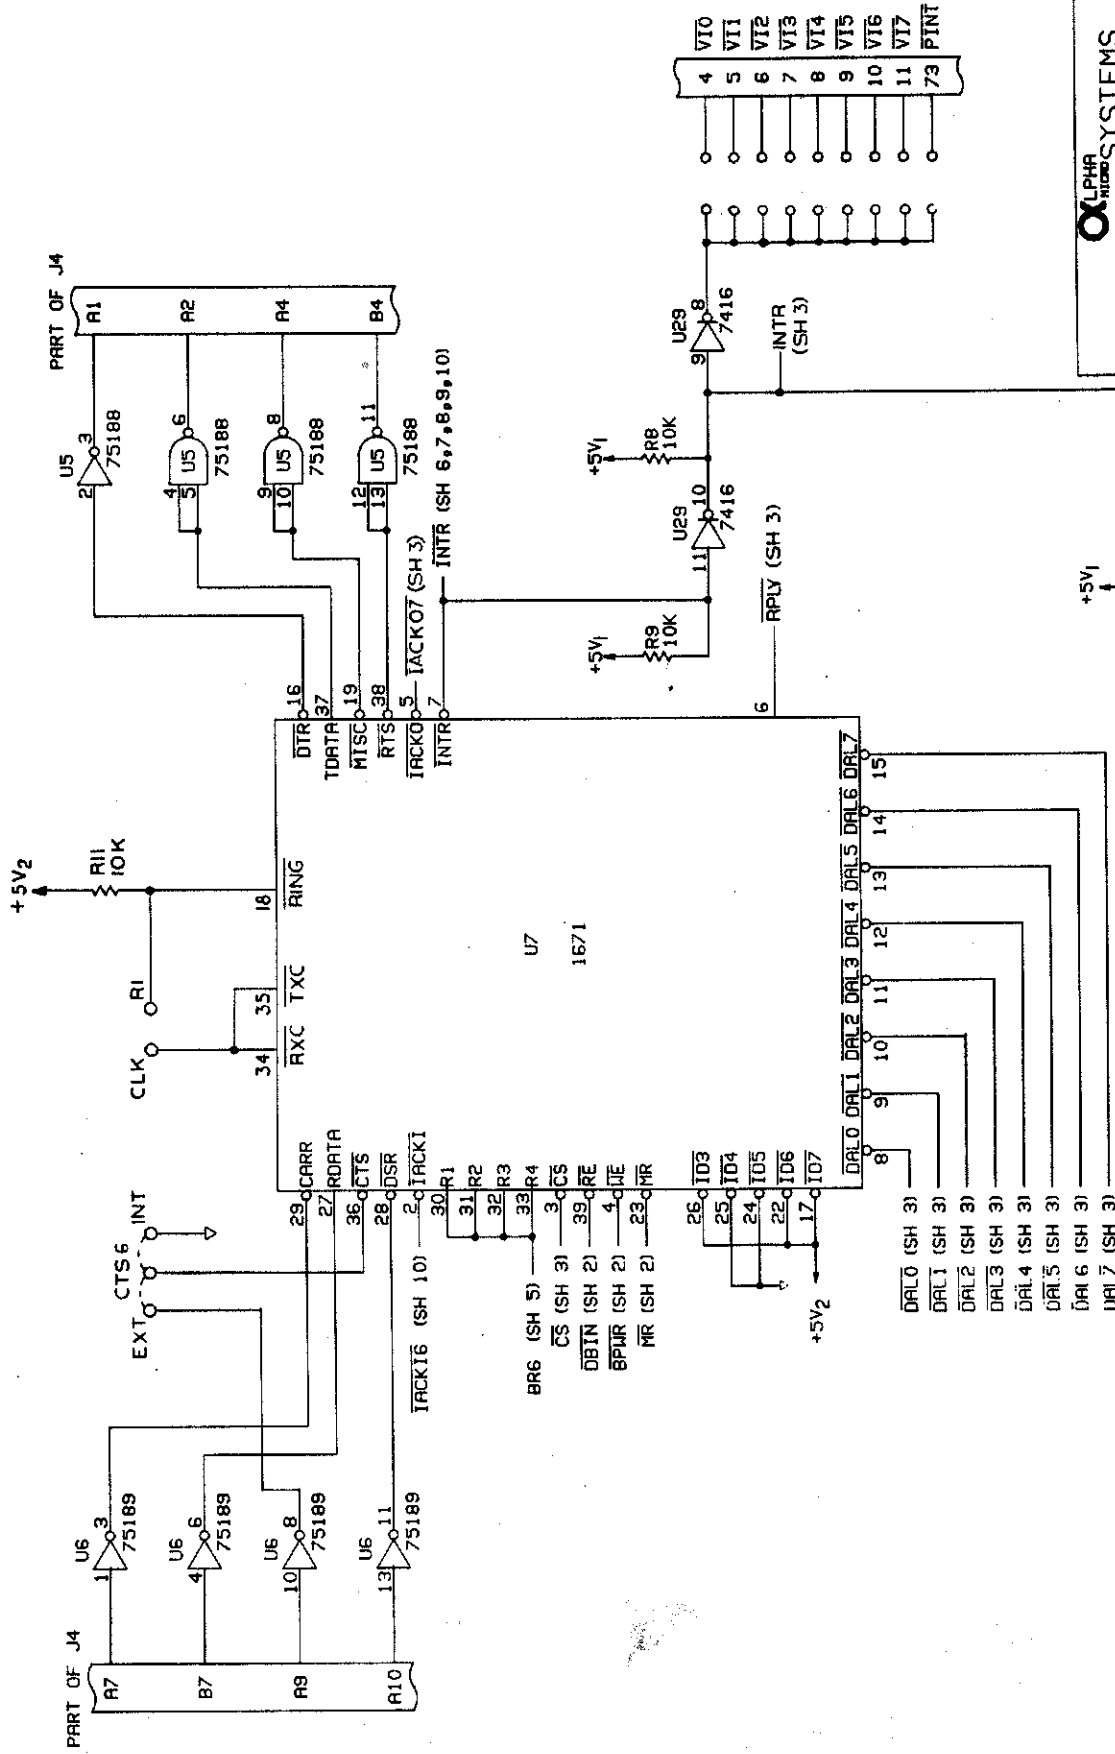 PART OF J4
A7
B7
A9
A10
U6
1
3
75189
U6
4
6
75189
U6
10
8
75189
U6
13
11
75189
EXT
CTS6
INT
CLK
RI
+5V2
R11
10K
34
RXC
35
TXC
18
RING
29
CARR
27
RDATA
36
CTS
28
DSR
IACKI6 (SH 10)
2
IACKI
30
R1
31
R2
32
R3
BR6 (SH 5)
33
R4
CS (SH 3)
3
CS
DBIN (SH 2)
39
RE
BPWR (SH 2)
4
WE
MR (SH 2)
23
MR
26
ID3
25
ID4
24
ID5
22
ID6
17
ID7
+5V2
U7
1671
DTR
16
TDATA
37
MISC
19
RTS
38
IACKO
5
IACKO7 (SH 3)
INTR
7
INTR (SH 6,7,8,9,10)
6
RPLY (SH 3)
DAL0
8
DAL1
9
DAL2
10
DAL3
11
DAL4
12
DAL5
13
DAL6
14
DAL7
15
DAL0 (SH 3)
DAL1 (SH 3)
DAL2 (SH 3)
DAL3 (SH 3)
DAL4 (SH 3)
DAL5 (SH 3)
DAL6 (SH 3)
DAL7 (SH 3)
U5
2
3
75188
4
5
U5
6
75188
9
10
U5
8
75188
12
13
U5
11
75188
PART OF J4
A1
A2
A4
B4
+5V1
R9
10K
U29
11
10
7416
+5V1
R8
10K
U29
9
8
7416
INTR
(SH 3)
4
VI0
5
VI1
6
VI2
7
VI3
8
VI4
9
VI5
10
VI6
11
VI7
73
PINT
+5V1
ALPHA
MICRO SYSTEMS